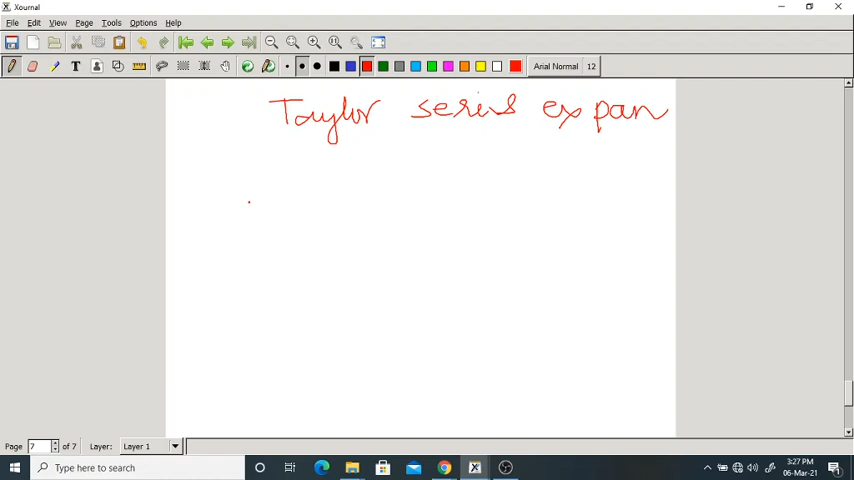 Xournal
File Edit View Page Tools Options Help
Arial Normal 12
Taylor series expan
Page 7 of 7 Layer: Layer 1
Type here to search
3:27 PM
06-Mar-21